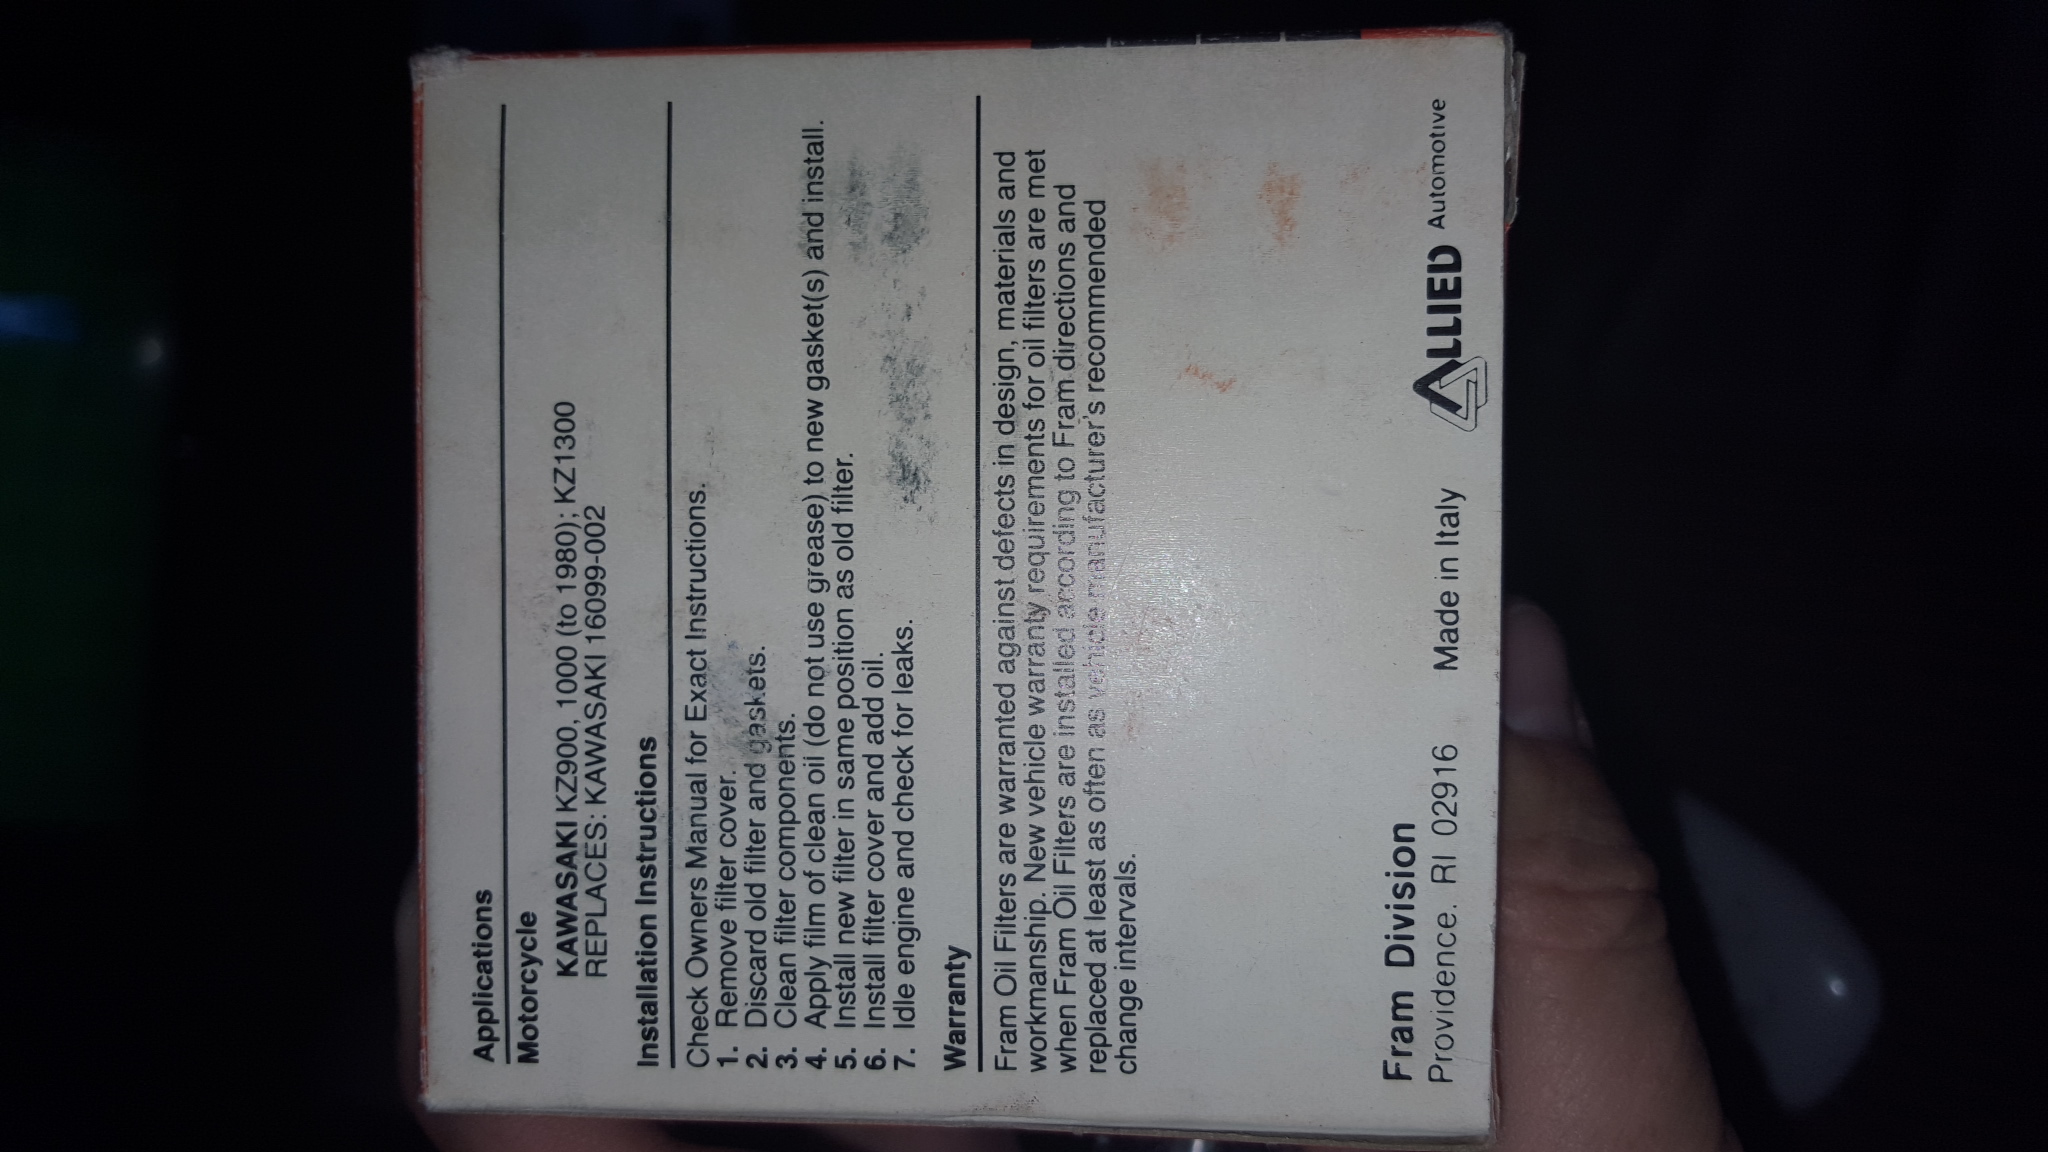 Applications
Motorcycle
KAWASAKI KZ900, 1000 (to 1980); KZ1300
REPLACES: KAWASAKI 16099-002
Installation Instructions
Check Owners Manual for Exact Instructions.
1. Remove filter cover.
2. Discard old filter and gaskets.
3. Clean filter components.
4. Apply film of clean oil (do not use grease) to new gasket(s) and install.
5. Install new filter in same position as old filter.
6. Install filter cover and add oil.
7. Idle engine and check for leaks.
Warranty
Fram Oil Filters are warranted against defects in design, materials and
workmanship. New vehicle warranty requirements for oil filters are met
when Fram Oil Filters are installed according to Fram directions and
replaced at least as often as vehicle manufacturer's recommended
change intervals.
Fram Division
Providence. RI 02916 Made in Italy ALLIED Automotive